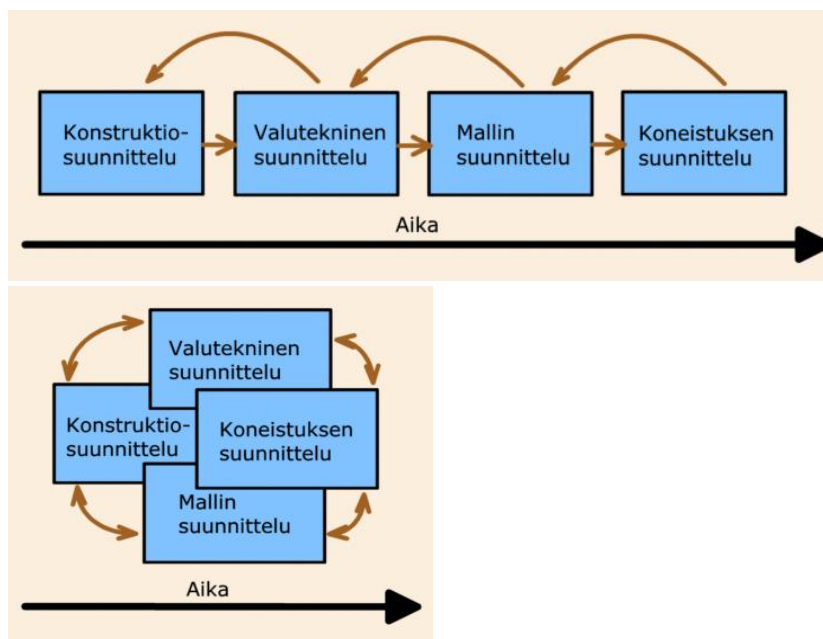 Konstruktio-
suunnittelu
Valutekninen
suunnittelu
Mallin
suunnittelu
Koneistuksen
suunnittelu
Aika
Valutekninen
suunnittelu
Konstruktio-
suunnittelu
Koneistuksen
suunnittelu
Mallin
suunnittelu
Aika